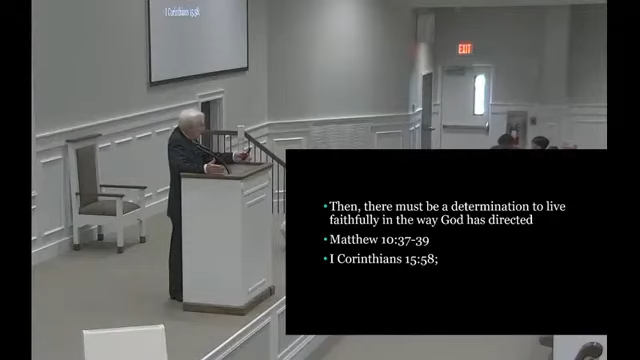 I Corinthians 15:58;
EXIT
• Then, there must be a determination to live
faithfully in the way God has directed
• Matthew 10:37-39
• I Corinthians 15:58;